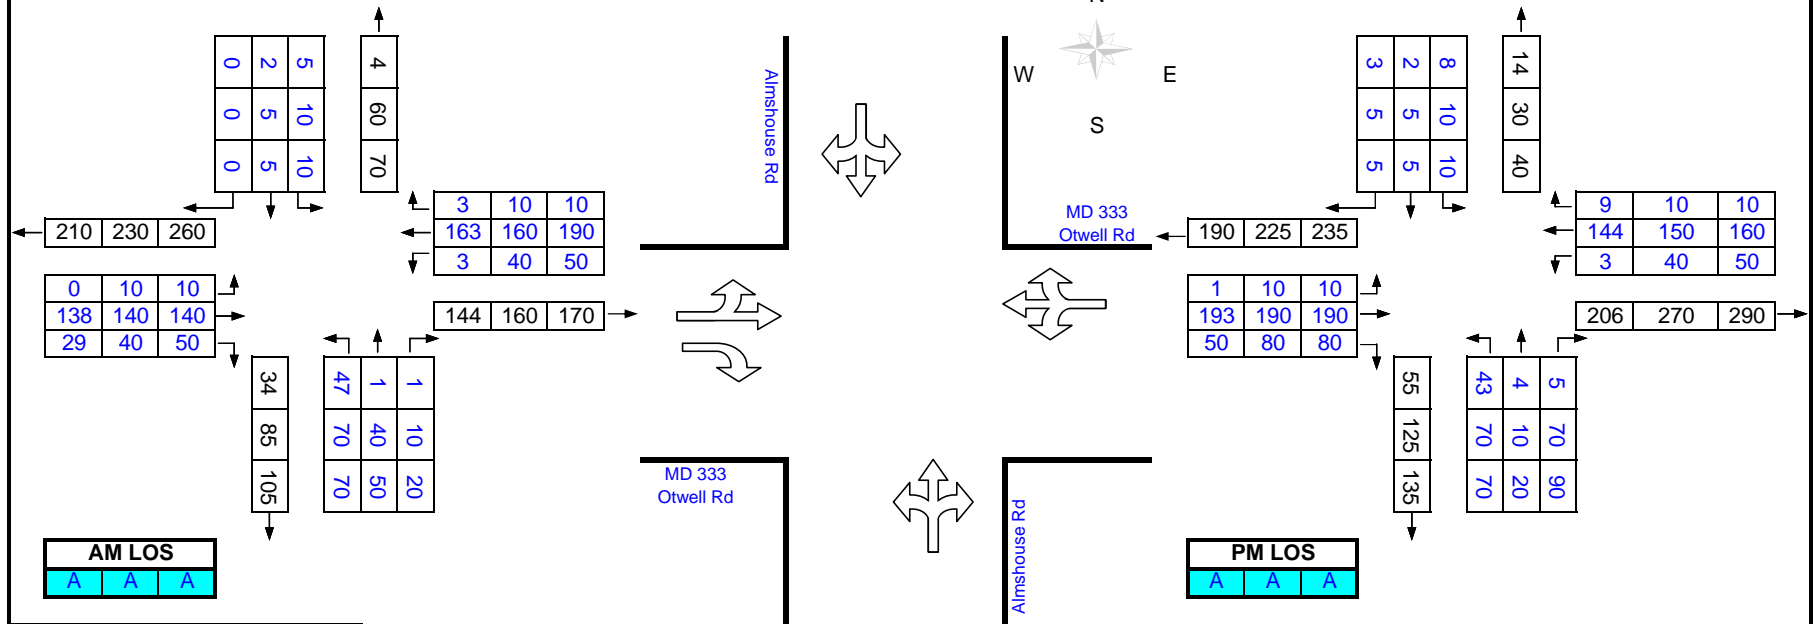 N
W E
S
Almshouse Rd
MD 333
Otwell Rd
MD 333
Otwell Rd
Almshouse Rd
0 2 5
0 5 10
0 5 10
4
60
70
3 10 10
163 160 190
3 40 50
210 230 260
0 10 10
138 140 140
29 40 50
144 160 170
34
85
105
47 1 1
70 40 10
70 50 20
AM LOS
A A A
3 2 8
5 5 10
5 5 10
14
30
40
9 10 10
144 150 160
3 40 50
190 225 235
1 10 10
193 190 190
50 80 80
206 270 290
55
125
135
43 4 5
70 10 70
70 20 90
PM LOS
A A A